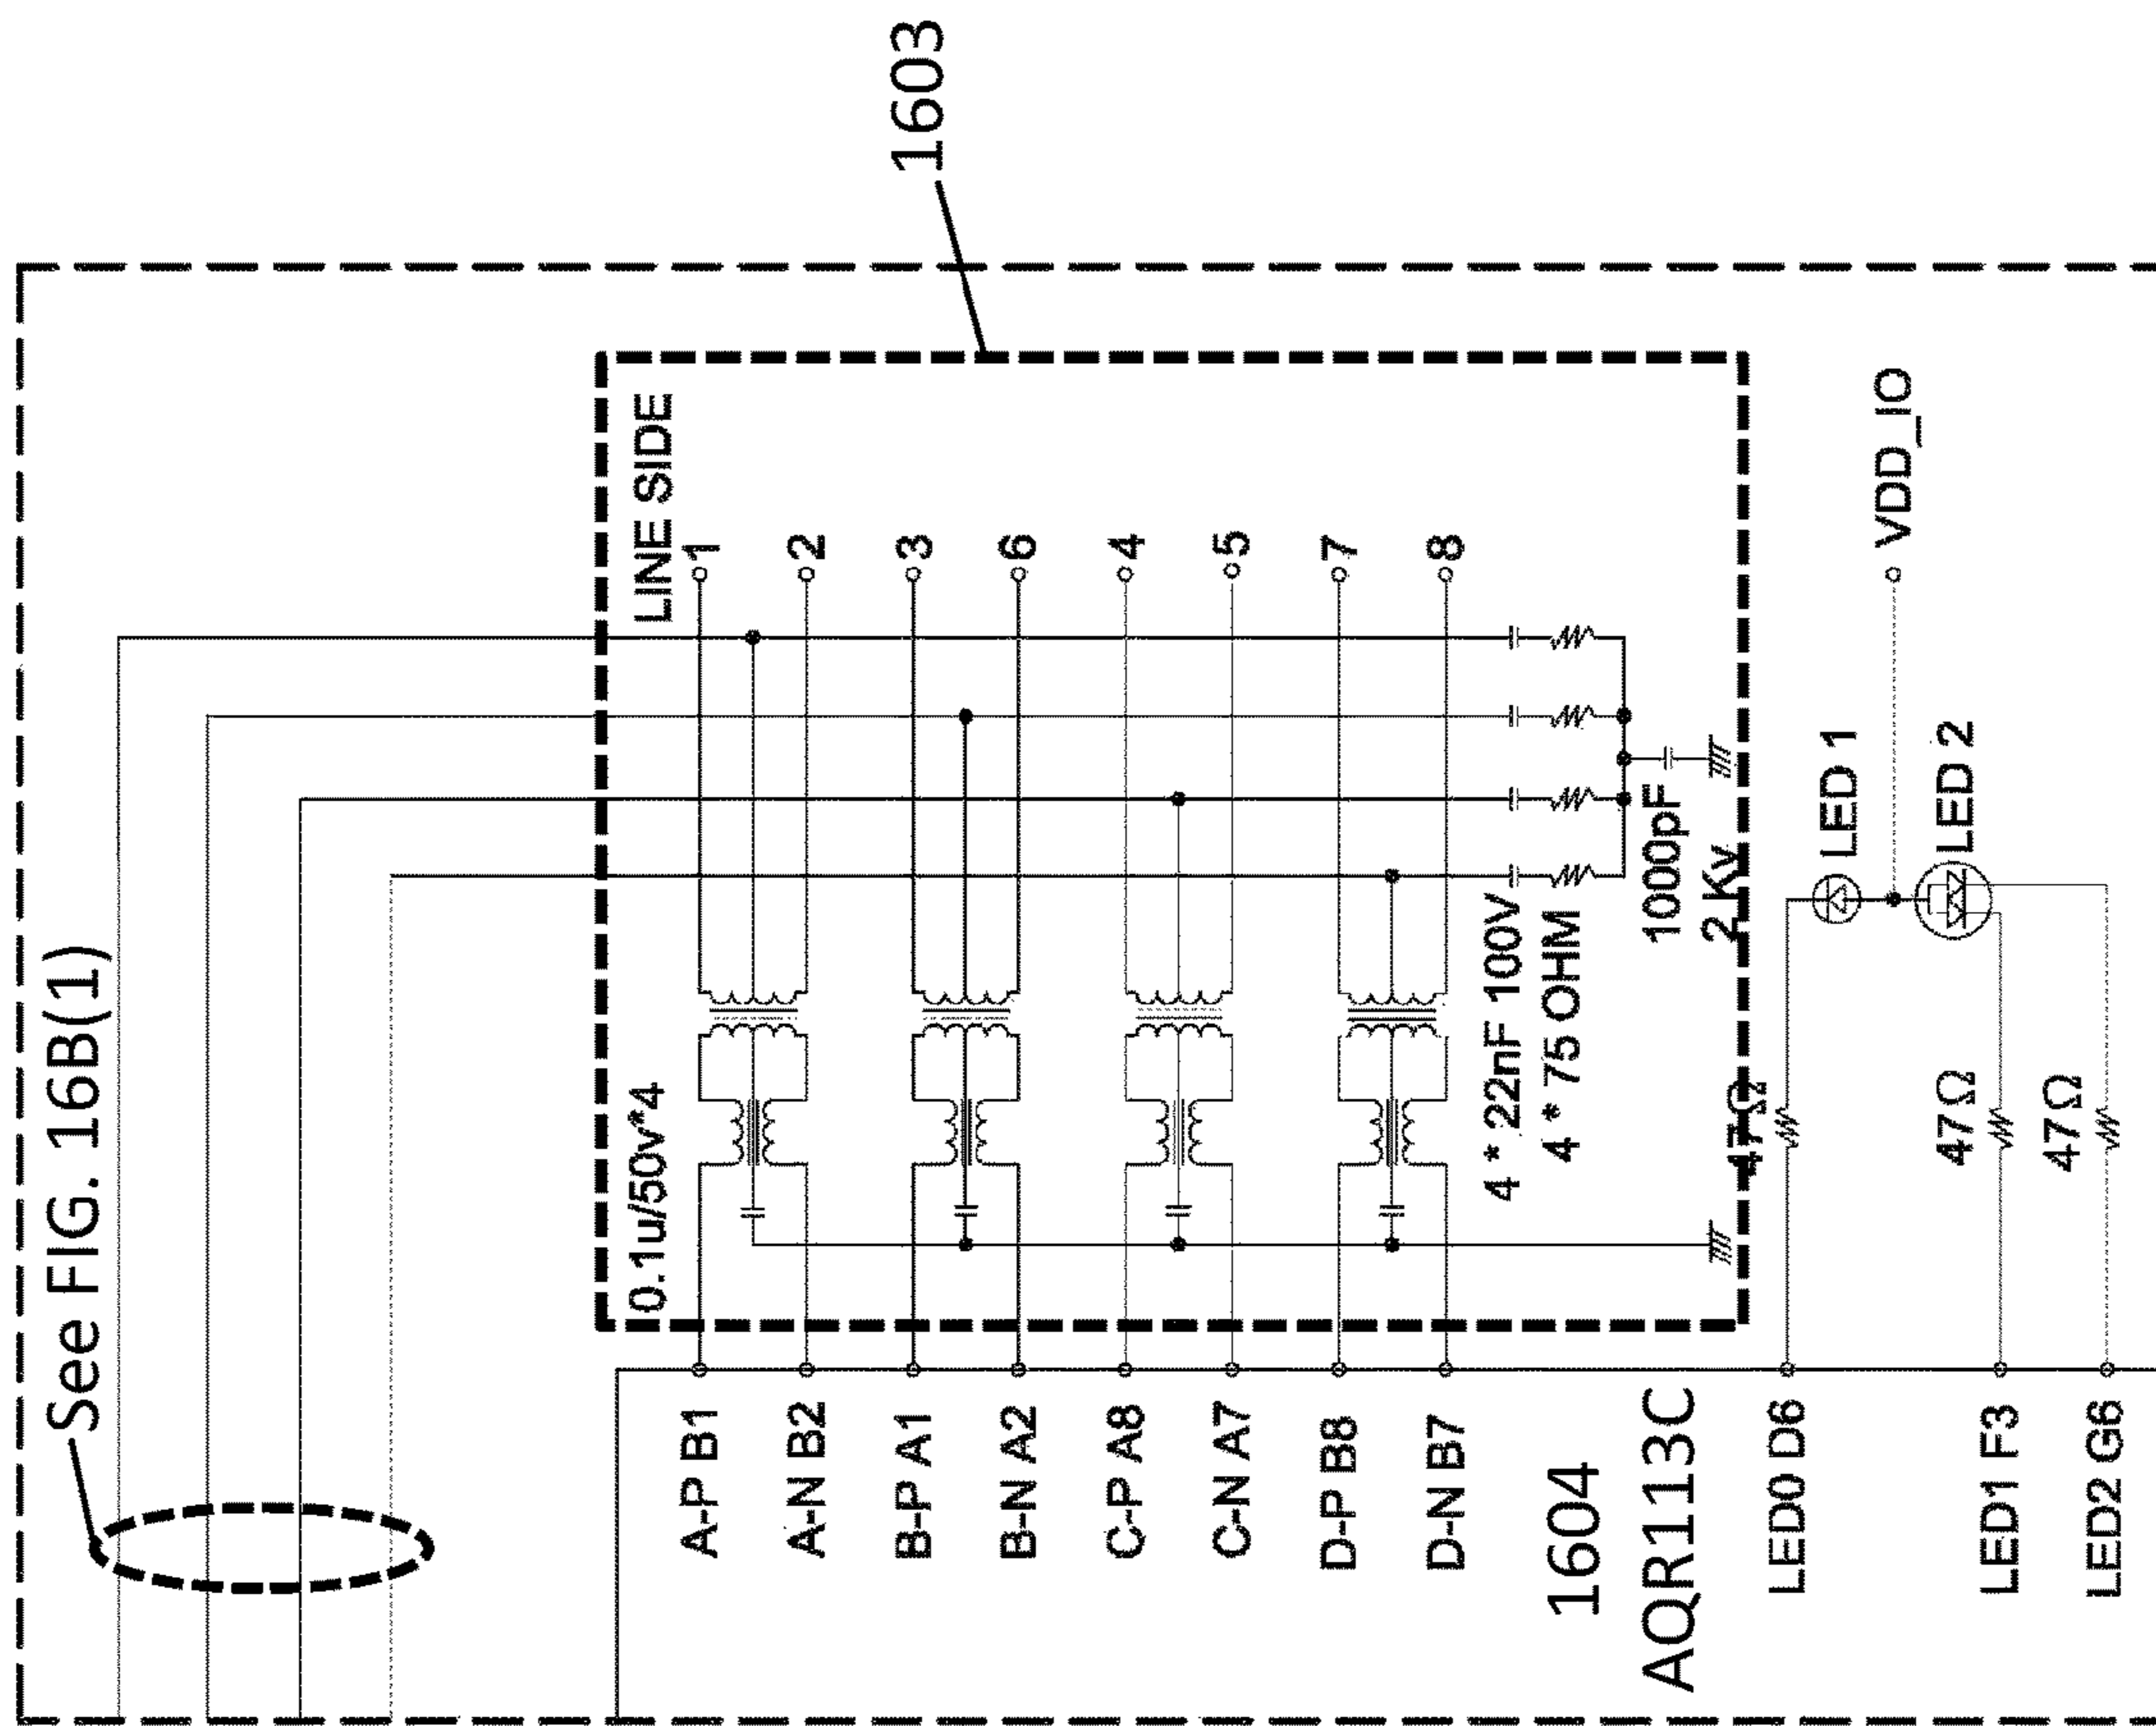 1603
See FIG. 16B(1)
LINE SIDE
0.1u/50v*4
1
2
3
6
4
5
7
8
4 * 22nF 100V
4 * 75 OHM
1000pF
2 Kv
A-P B1
A-N B2
B-P A1
B-N A2
C-P A8
C-N A7
D-P B8
D-N B7
1604
AQR113C
LED0 D6
LED1 F3
LED2 G6
47Ω
47Ω
47Ω
LED 1
LED 2
VDD_IO